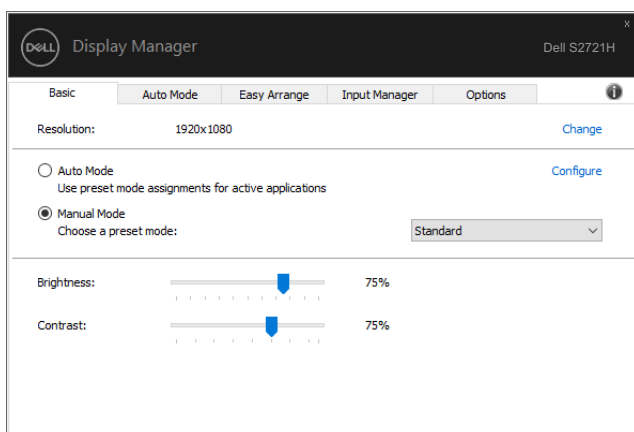 x
DELL Display Manager Dell S2721H
Basic Auto Mode Easy Arrange Input Manager Options
Resolution: 1920x1080 Change
Auto Mode Configure
Use preset mode assignments for active applications
Manual Mode
Choose a preset mode: Standard
Brightness: 75%
Contrast: 75%